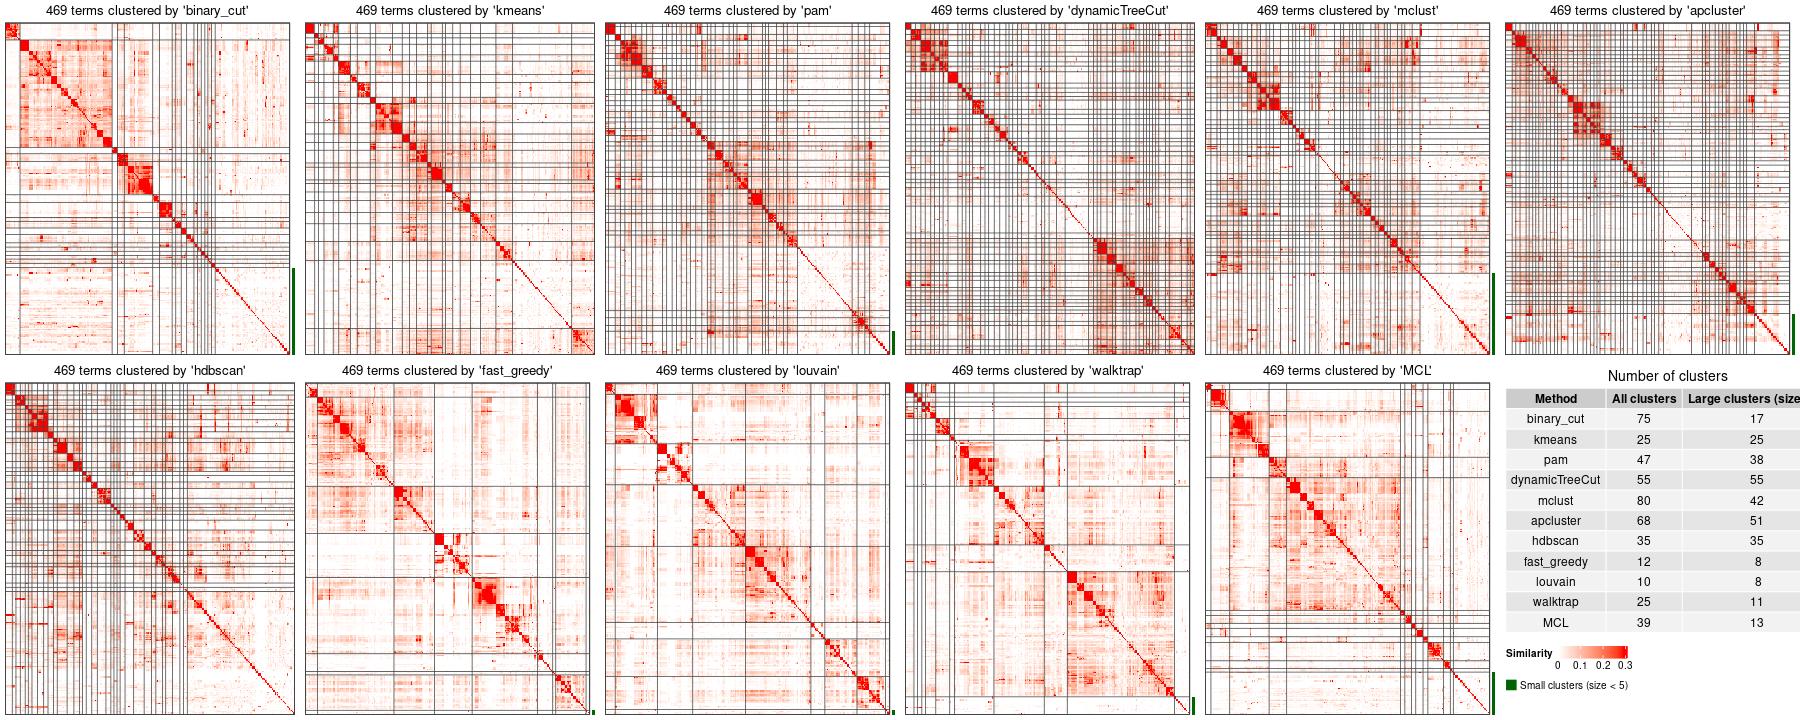 469 terms clustered by 'binary_cut'
469 terms clustered by 'kmeans'
469 terms clustered by 'pam'
469 terms clustered by 'dynamicTreeCut'
469 terms clustered by 'mclust'
469 terms clustered by 'apcluster'
469 terms clustered by 'hdbscan'
469 terms clustered by 'fast_greedy'
469 terms clustered by 'louvain'
469 terms clustered by 'walktrap'
469 terms clustered by 'MCL'
Number of clusters
Method All clusters Large clusters (size
binary_cut 75 17
kmeans 25 25
pam 47 38
dynamicTreeCut 55 55
mclust 80 42
apcluster 68 51
hdbscan 35 35
fast_greedy 12 8
louvain 10 8
walktrap 25 11
MCL 39 13
Similarity
0 0.1 0.2 0.3
Small clusters (size < 5)